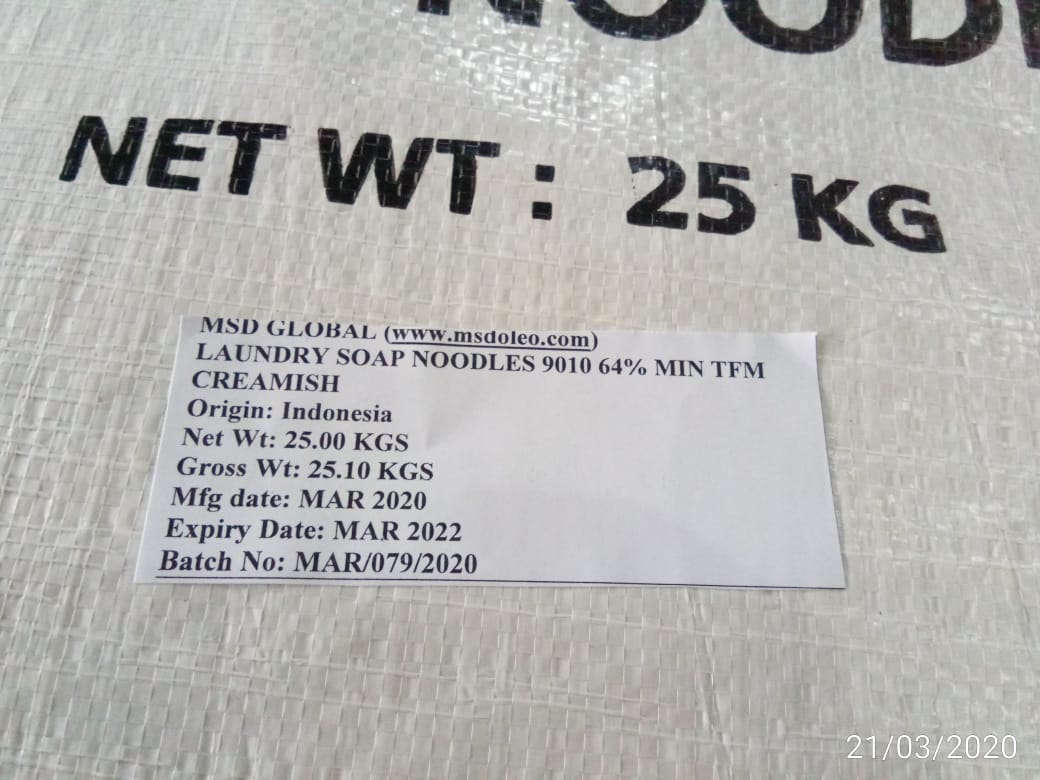 NOOD
NET WT : 25 KG
MSD GLOBAL (www.msdoleo.com)
LAUNDRY SOAP NOODLES 9010 64% MIN TFM
CREAMISH
Origin: Indonesia
Net Wt: 25.00 KGS
Gross Wt: 25.10 KGS
Mfg date: MAR 2020
Expiry Date: MAR 2022
Batch No: MAR/079/2020
21/03/2020